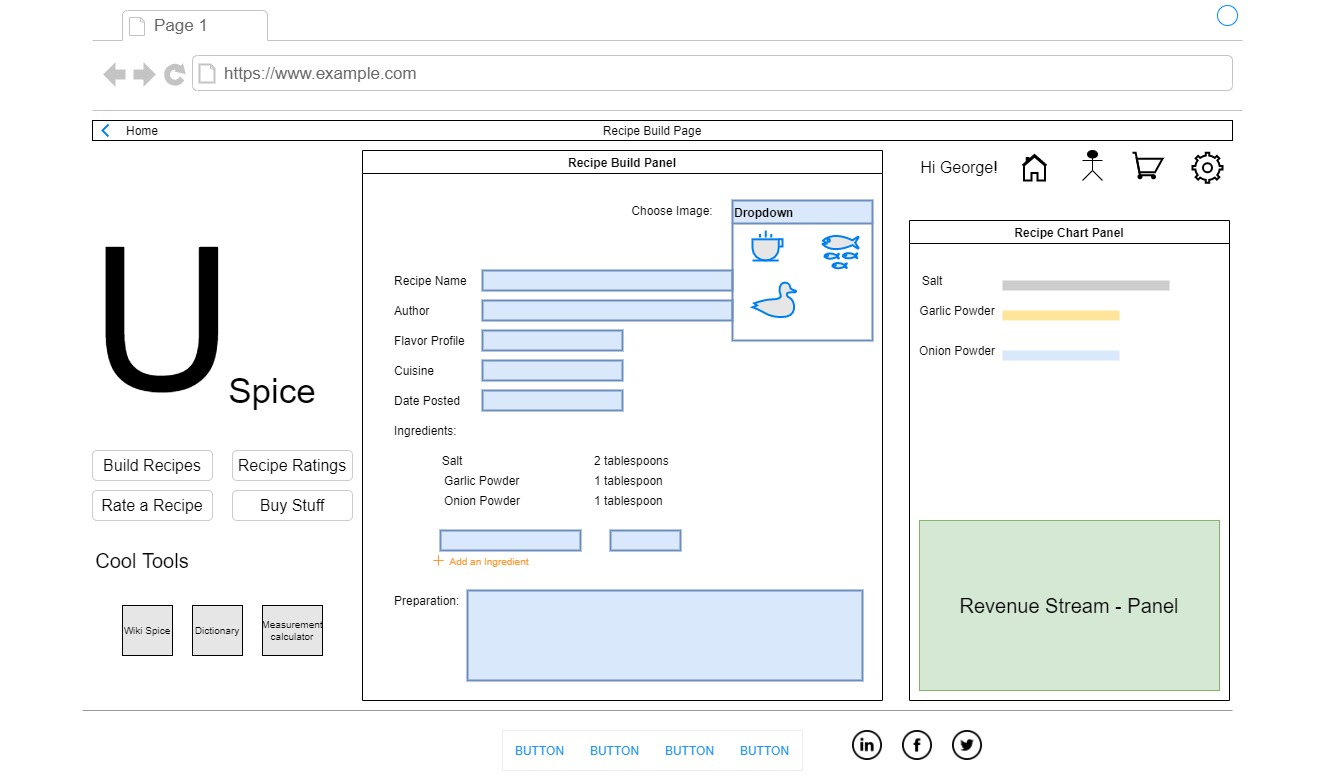 Page 1
https://www.example.com
Home
Recipe Build Page
Hi George!
U
Spice
Build Recipes
Recipe Ratings
Rate a Recipe
Buy Stuff
Cool Tools
Wiki Spice
Dictionary
Measurement
calculator
Recipe Build Panel
Choose Image:
Dropdown
Recipe Name
Author
Flavor Profile
Cuisine
Date Posted
Ingredients:
Salt 2 tablespoons
Garlic Powder 1 tablespoon
Onion Powder 1 tablespoon
+ Add an Ingredient
Preparation:
Recipe Chart Panel
Salt
Garlic Powder
Onion Powder
Revenue Stream - Panel
BUTTON BUTTON BUTTON BUTTON
in
f